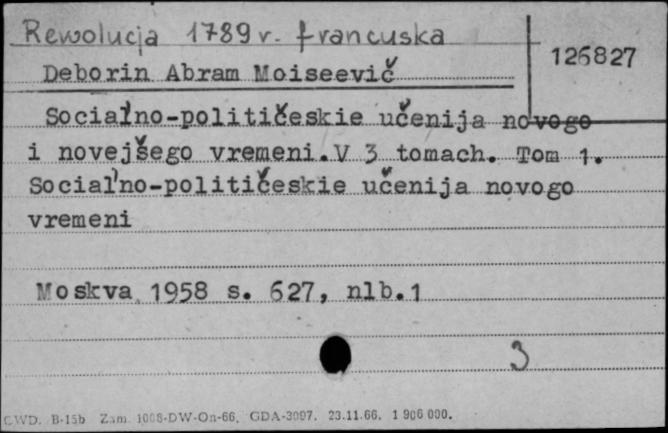 Rewolucja 1789 r. francuska
126827
Deborin Abram Moiseevič
Social'no-političeskie učenija novogo
i novejšego vremeni. V 3 tomach. Tom 1.
Social'no-političeskie učenija novogo
vremeni
Moskva 1958 s. 627, nlb.1
3
CWD. B-15b Zam. 1008-DW-On-66. GDA-3097. 23.11.66. 1 906 000.